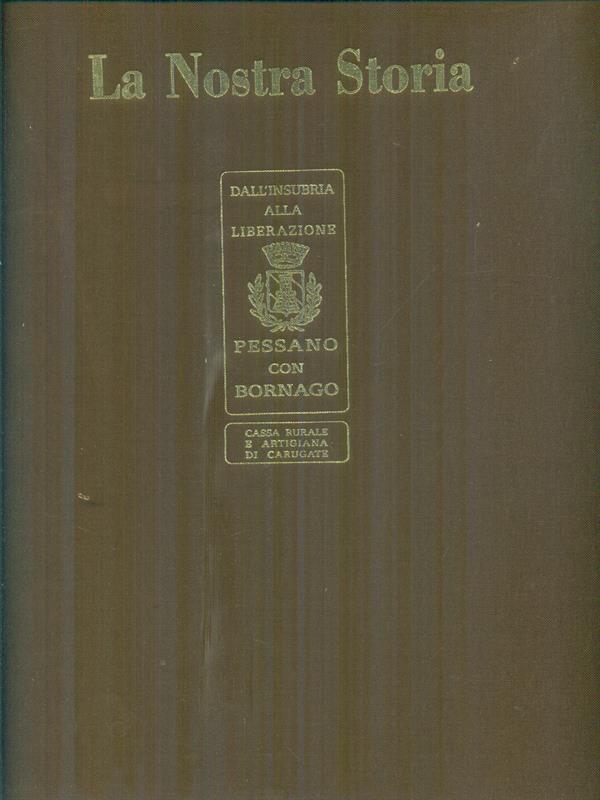 La Nostra Storia
DALL'INSUBRIA
ALLA
LIBERAZIONE
PESSANO
CON
BORNAGO
CASSA RURALE
E ARTIGIANA
DI CARUGATE